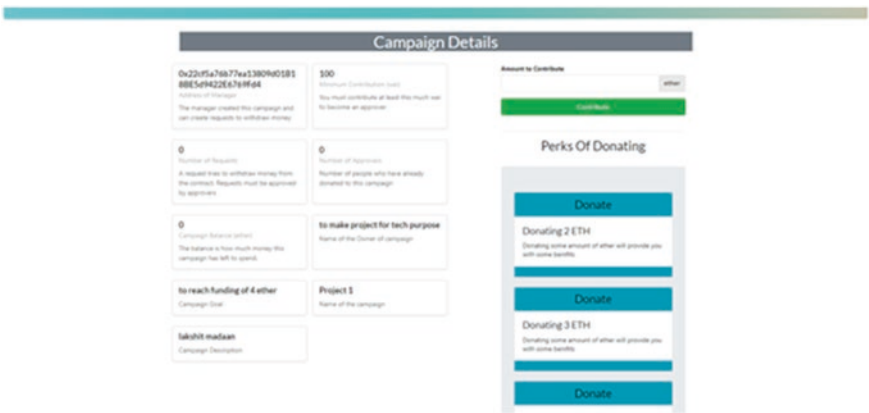 Campaign Details
0x22cf5a76b77ea13809d01B1
8BE5d9422E6769Fd4
Address of Manager
The manager created this campaign and
can create requests to withdraw money
100
Minimum Contribution (wei)
You must contribute at least this much wei
to become an approver
0
Number of Requests
A request tries to withdraw money from
the contract. Requests must be approved
by approvers
0
Number of Approvers
Number of people who have already
donated to this campaign
0
Campaign Balance (ether)
The balance is how much money this
campaign has left to spend.
to make project for tech purpose
Name of the Owner of campaign
to reach funding of 4 ether
Campaign Goal
Project 1
Name of the campaign
lakshit madaan
Campaign Description
Amount to Contribute
ether
Contribute
Perks Of Donating
Donate
Donating 2 ETH
Donating some amount of ether will provide you
with some benifits
Donate
Donating 3 ETH
Donating some amount of ether will provide you
with some benifits
Donate